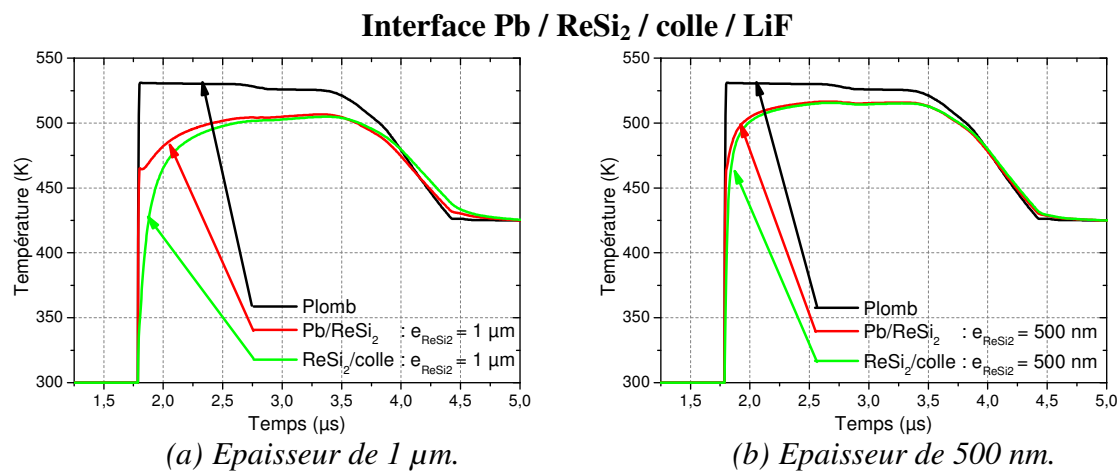 Interface Pb / ReSi2 / colle / LiF
550
500
450
400
350
300
Température (K)
1,5 2,0 2,5 3,0 3,5 4,0 4,5 5,0
Temps (µs)
Plomb
Pb/ReSi2 : eReSi2 = 1 µm
ReSi2/colle : eReSi2 = 1 µm
(a) Epaisseur de 1 µm.
550
500
450
400
350
300
Température (K)
1,5 2,0 2,5 3,0 3,5 4,0 4,5 5,0
Temps (µs)
Plomb
Pb/ReSi2 : eReSi2 = 500 nm
ReSi2/colle : eReSi2 = 500 nm
(b) Epaisseur de 500 nm.